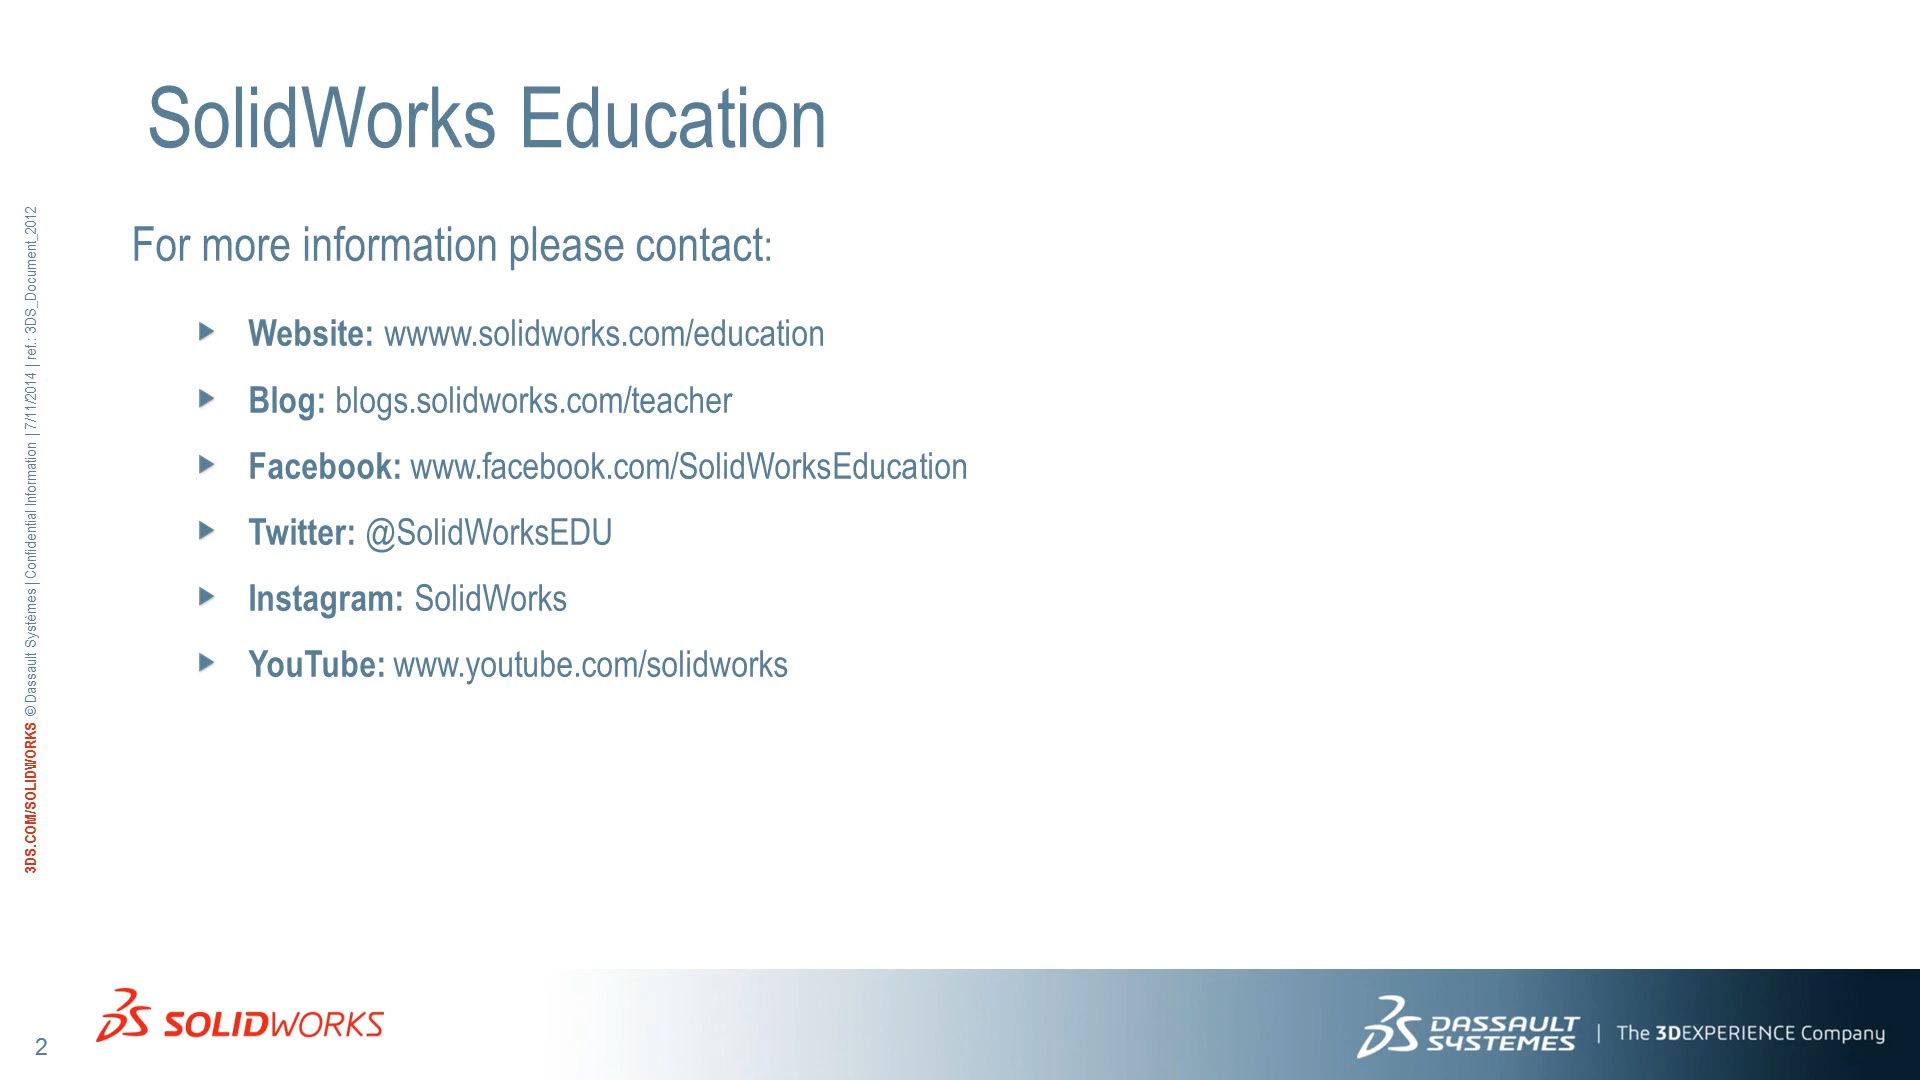 SolidWorks Education
For more information please contact:
Website: wwww.solidworks.com/education
Blog: blogs.solidworks.com/teacher
Facebook: www.facebook.com/SolidWorksEducation
Twitter: @SolidWorksEDU
Instagram: SolidWorks
YouTube: www.youtube.com/solidworks
3DS.COM/SOLIDWORKS © Dassault Systèmes | Confidential Information | 7/11/2014 | ref.: 3DS_Document_2012
2
SOLIDWORKS
DASSAULT SYSTEMES | The 3DEXPERIENCE Company